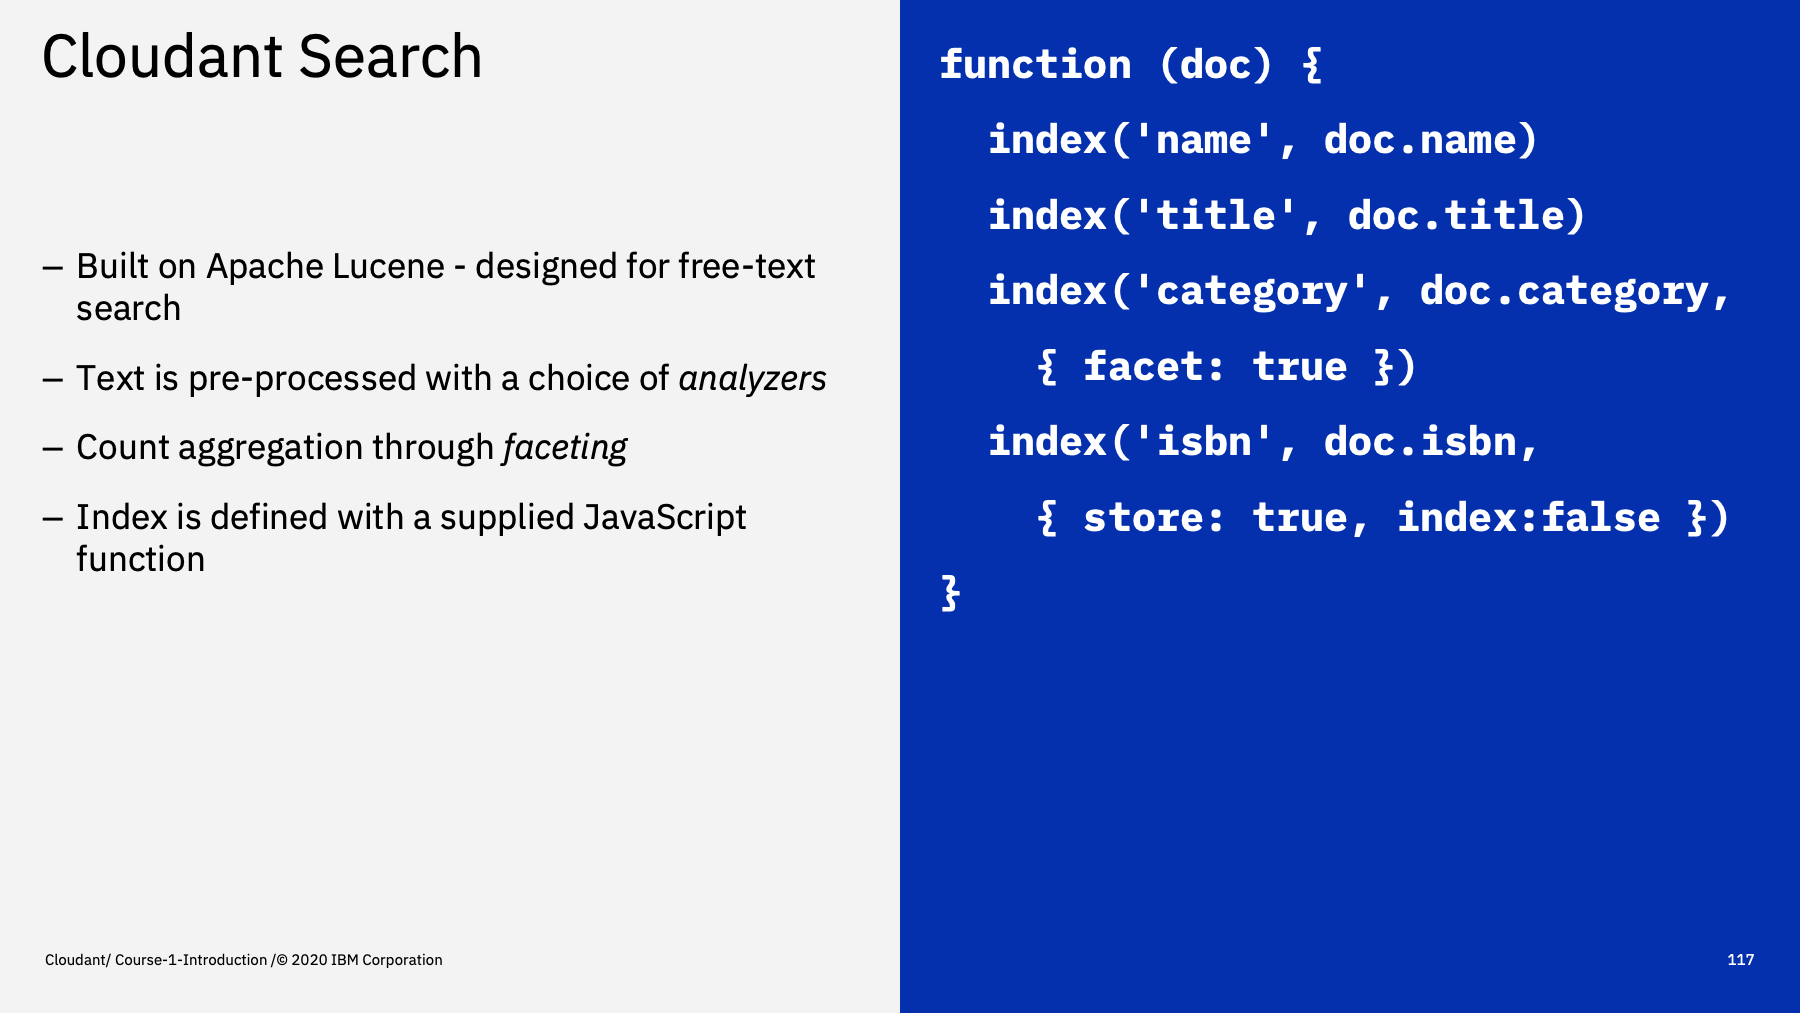 Cloudant Search
– Built on Apache Lucene - designed for free-text
search
– Text is pre-processed with a choice of analyzers
– Count aggregation through faceting
– Index is defined with a supplied JavaScript
function
function (doc) {
  index('name', doc.name)
  index('title', doc.title)
  index('category', doc.category,
    { facet: true })
  index('isbn', doc.isbn,
    { store: true, index:false })
}
Cloudant/ Course-1-Introduction /© 2020 IBM Corporation
117